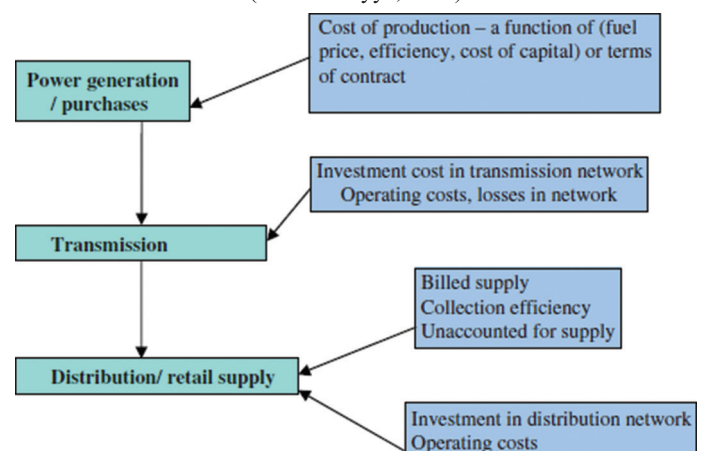 Cost of production – a function of (fuel
price, efficiency, cost of capital) or terms
of contract
Power generation
/ purchases
Investment cost in transmission network
Operating costs, losses in network
Transmission
Billed supply
Collection efficiency
Unaccounted for supply
Distribution/ retail supply
Investment in distribution network
Operating costs